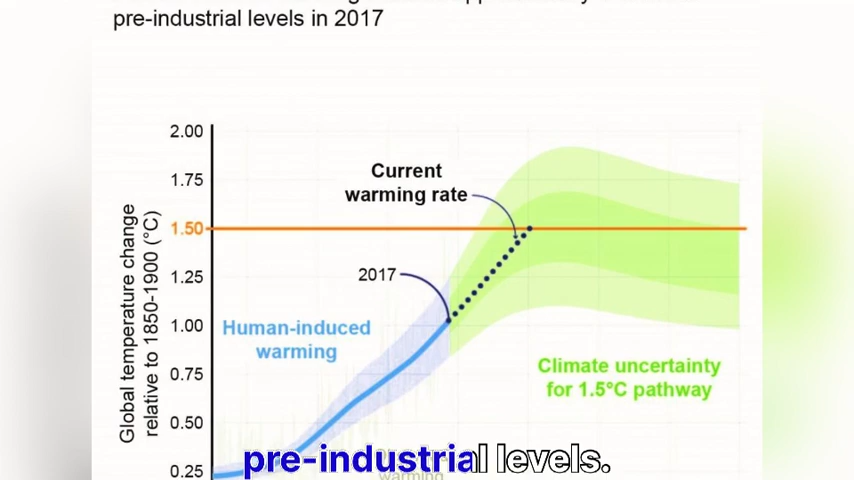 pre-industrial levels in 2017
2.00
Current
warming rate
1.75
1.50
2017
1.25
1.00
Human-induced
warming
0.75
Climate uncertainty
for 1.5°C pathway
0.50
0.25
Global temperature change
relative to 1850-1900 (°C)
pre-industrial levels.
warming